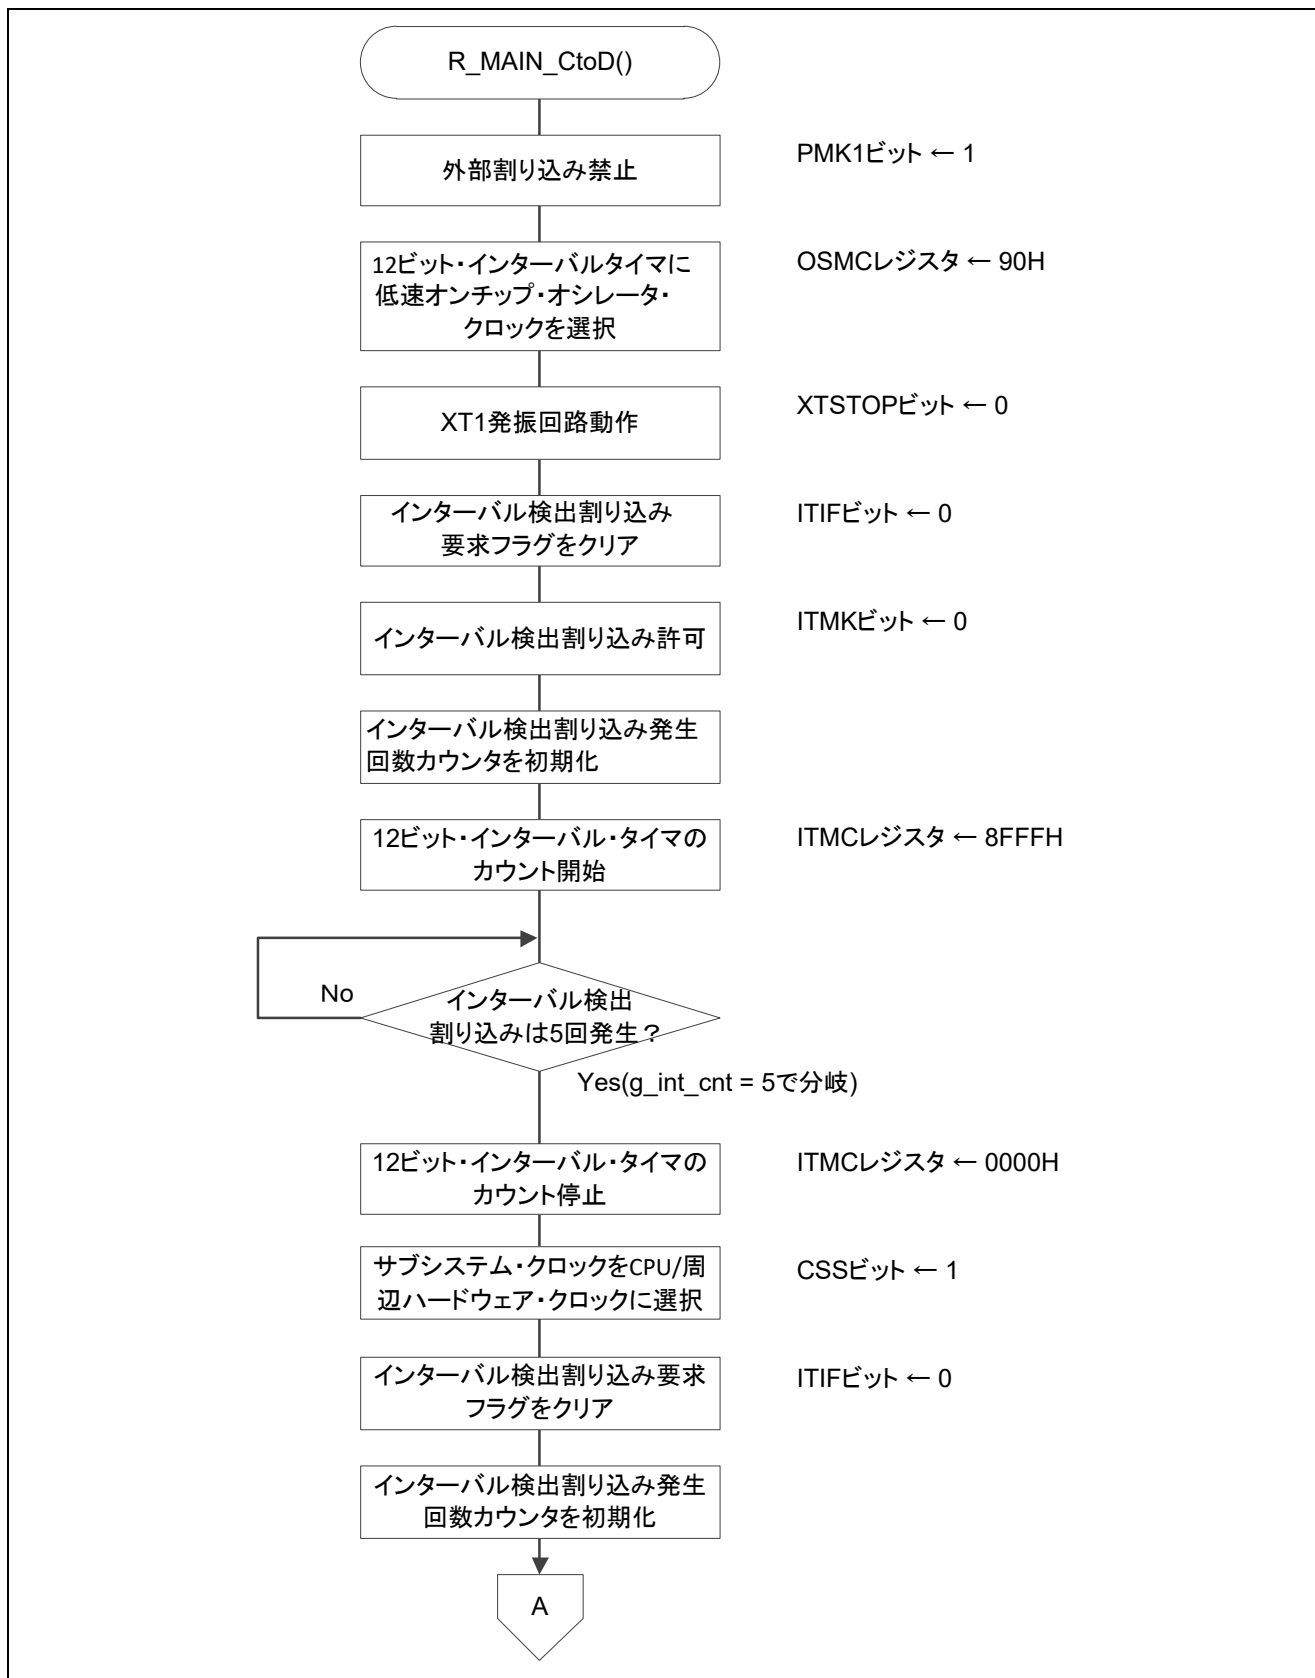 R_MAIN_CtoD()
外部割り込み禁止
PMK1ビット ← 1
12ビット・インターバルタイマに
低速オンチップ・オシレータ・
クロックを選択
OSMCレジスタ ← 90H
XT1発振回路動作
XTSTOPビット ← 0
インターバル検出割り込み
要求フラグをクリア
ITIFビット ← 0
インターバル検出割り込み許可
ITMKビット ← 0
インターバル検出割り込み発生
回数カウンタを初期化
12ビット・インターバル・タイマの
カウント開始
ITMCレジスタ ← 8FFFH
No
インターバル検出
割り込みは5回発生？
Yes(g_int_cnt = 5で分岐)
12ビット・インターバル・タイマの
カウント停止
ITMCレジスタ ← 0000H
サブシステム・クロックをCPU/周
辺ハードウェア・クロックに選択
CSSビット ← 1
インターバル検出割り込み要求
フラグをクリア
ITIFビット ← 0
インターバル検出割り込み発生
回数カウンタを初期化
A